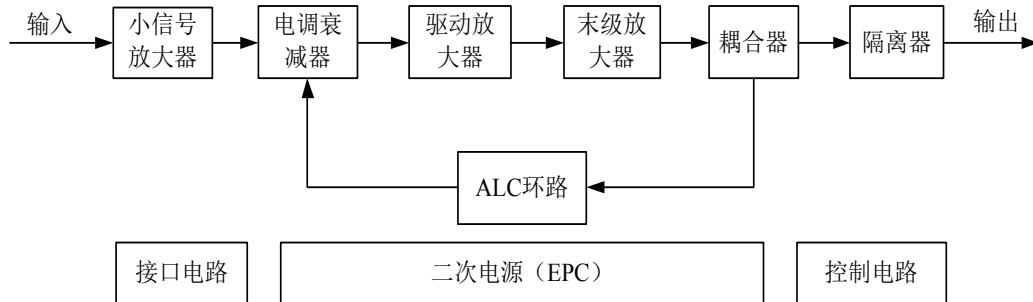 输入
小信号
放大器
电调衰
减器
驱动放
大器
末级放
大器
耦合器
隔离器
输出
ALC环路
接口电路
二次电源（EPC）
控制电路